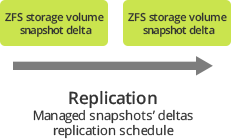 ZFS storage volume
snapshot delta
ZFS storage volume
snapshot delta
Replication
Managed snapshots' deltas
replication schedule